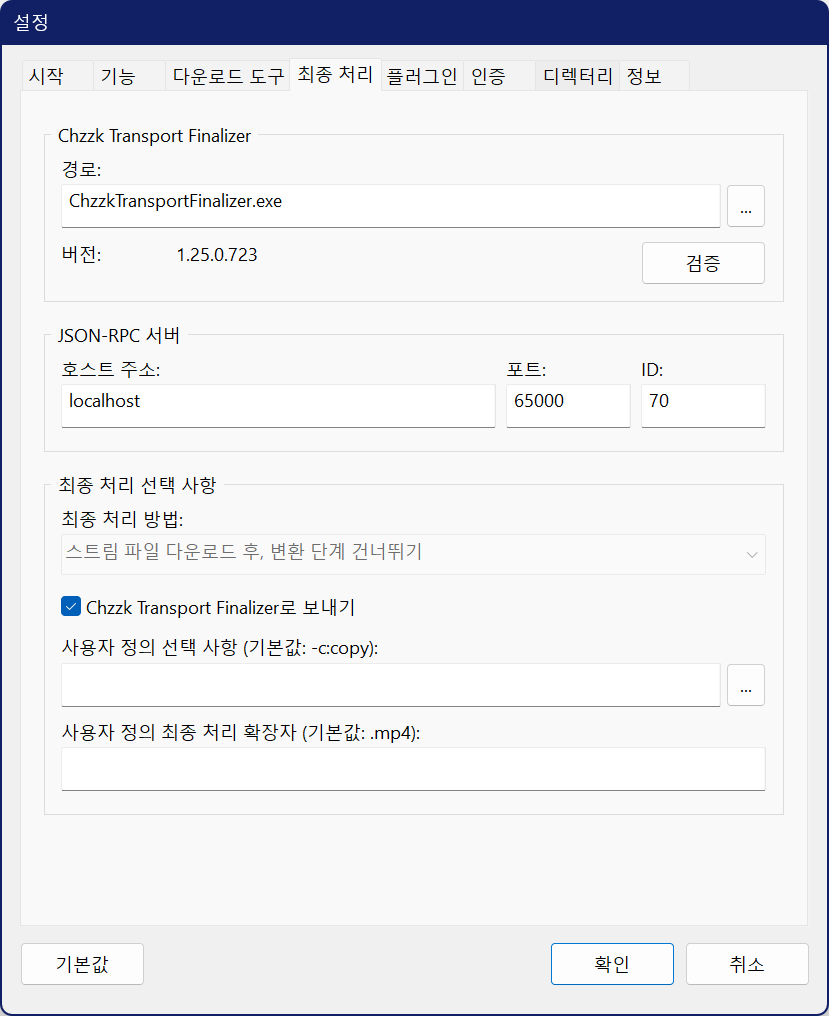 설정
시작 기능 다운로드 도구 최종 처리 플러그인 인증 디렉터리 정보
Chzzk Transport Finalizer
경로:
ChzzkTransportFinalizer.exe ...
버전: 1.25.0.723 검증
JSON-RPC 서버
호스트 주소: 포트: ID:
localhost 65000 70
최종 처리 선택 사항
최종 처리 방법:
스트림 파일 다운로드 후, 변환 단계 건너뛰기
Chzzk Transport Finalizer로 보내기
사용자 정의 선택 사항 (기본값: -c:copy):
...
사용자 정의 최종 처리 확장자 (기본값: .mp4):
기본값 확인 취소